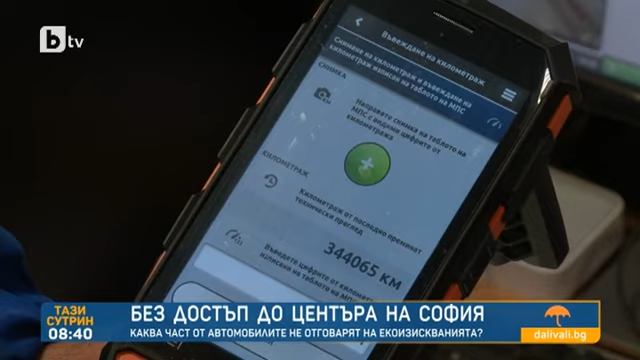 btv
Въвеждане на километраж
Снимане на километраж и въвеждане на
километраж изписан на таблото на МПС
СНИМКА
Направете снимка на таблото на
МПС с видими цифрите от
километража
КИЛОМЕТРАЖ
Километраж от последно преминат
технически преглед
344065 КМ
Въведете цифрите от
изписани на таблото на МПС
ТАЗИ
СУТРИН
08:40
БЕЗ ДОСТЪП ДО ЦЕНТЪРА НА СОФИЯ
КАКВА ЧАСТ ОТ АВТОМОБИЛИТЕ НЕ ОТГОВАРЯТ НА ЕКОИЗИСКВАНИЯТА?
dalivali.bg